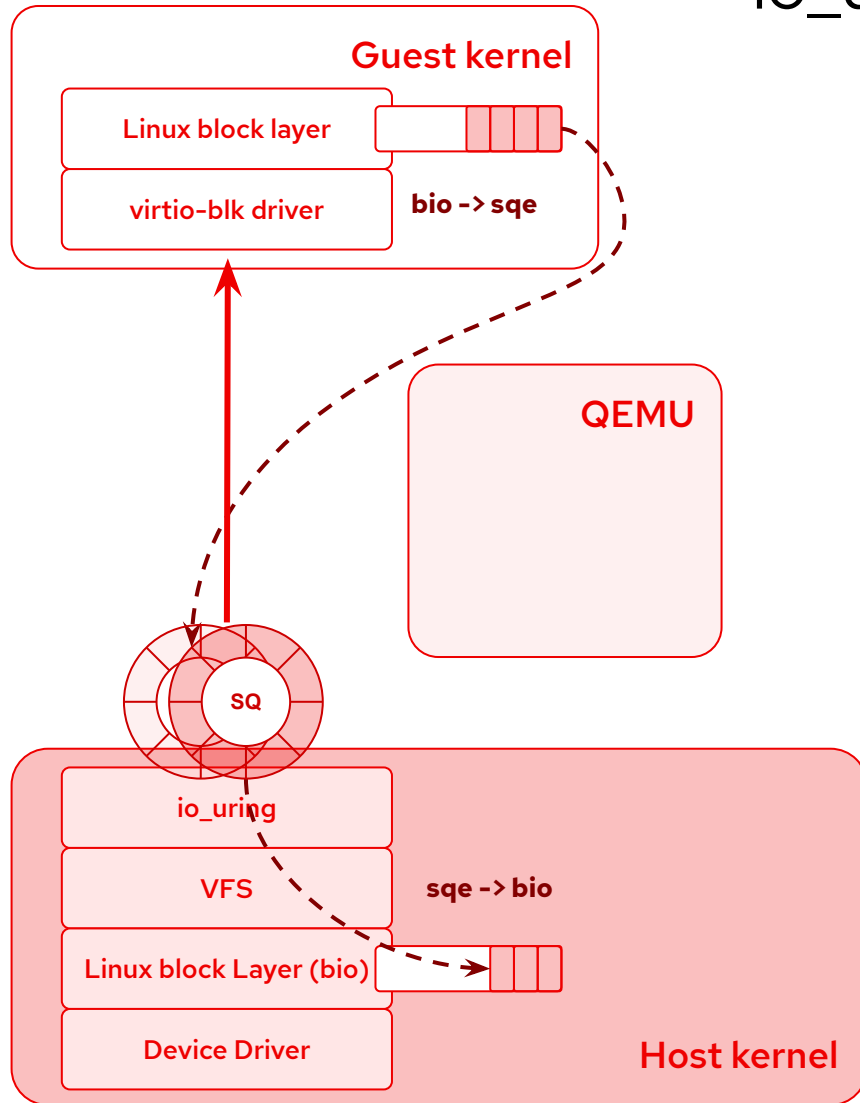 Guest kernel
Linux block layer
virtio-blk driver
bio -> sqe
QEMU
SQ
io_uring
VFS
sqe -> bio
Linux block Layer (bio)
Device Driver
Host kernel